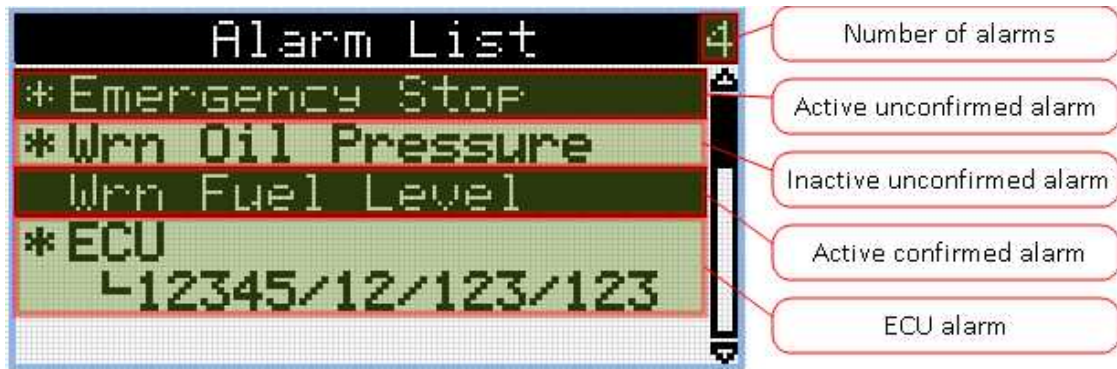 Alarm List 4
* Emergency Stop
* Wrn Oil Pressure
Wrn Fuel Level
* ECU
└12345/12/123/123
Number of alarms
Active unconfirmed alarm
Inactive unconfirmed alarm
Active confirmed alarm
ECU alarm